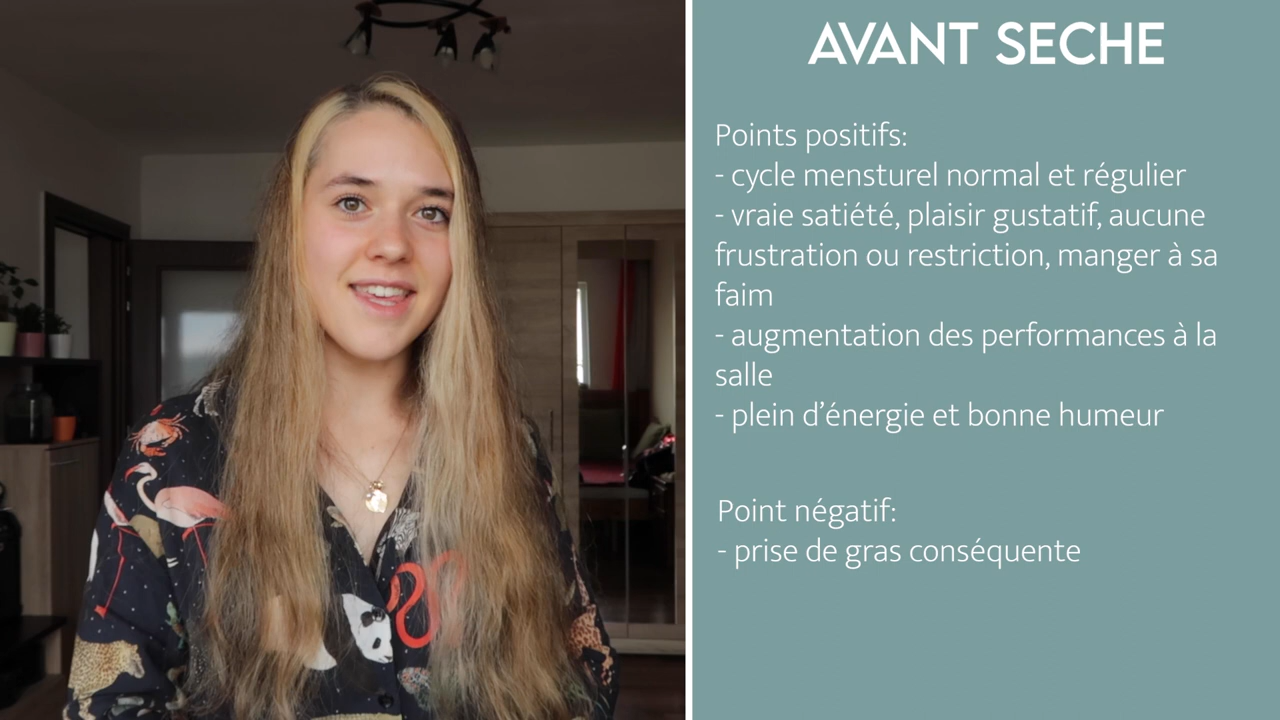 AVANT SECHE
Points positifs:
- cycle mensturel normal et régulier
- vraie satiété, plaisir gustatif, aucune
frustration ou restriction, manger à sa
faim
- augmentation des performances à la
salle
- plein d’énergie et bonne humeur
Point négatif:
- prise de gras conséquente